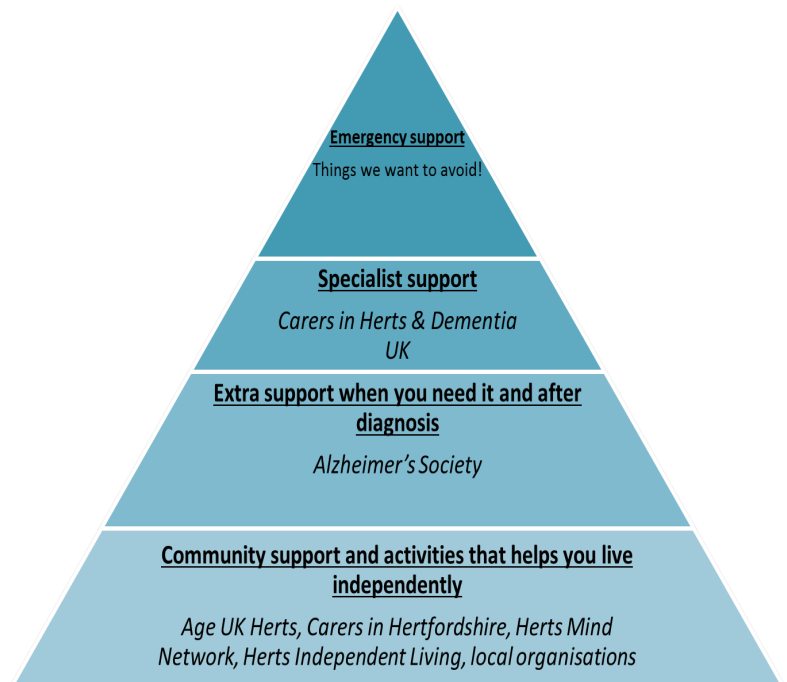 Emergency support
Things we want to avoid!
Specialist support
Carers in Herts & Dementia
UK
Extra support when you need it and after
diagnosis
Alzheimer's Society
Community support and activities that helps you live
independently
Age UK Herts, Carers in Hertfordshire, Herts Mind
Network, Herts Independent Living, local organisations